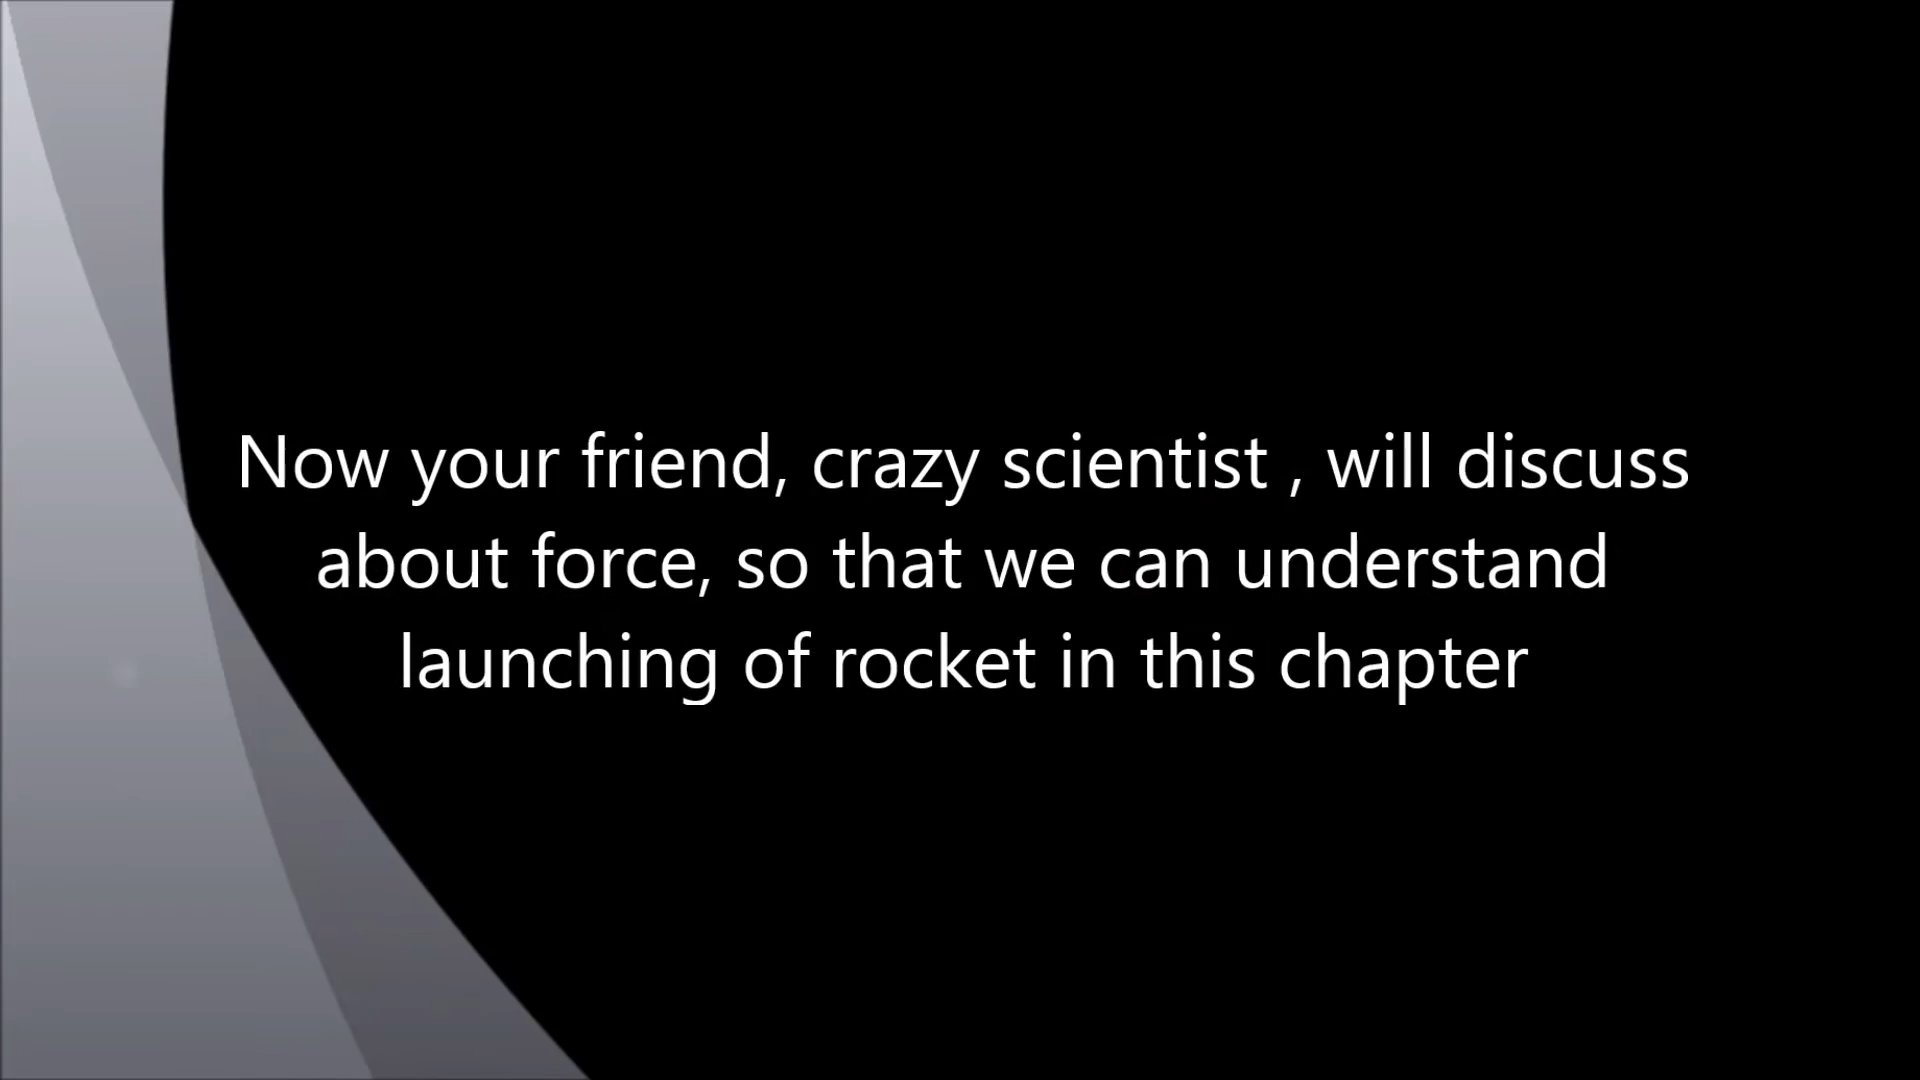 Now your friend, crazy scientist , will discuss
about force, so that we can understand
launching of rocket in this chapter